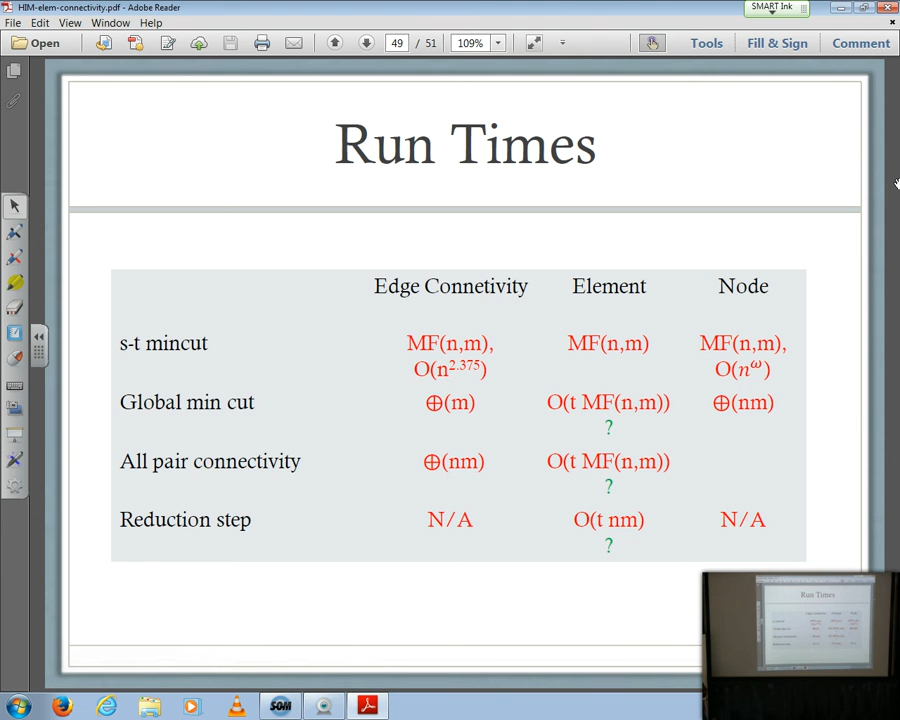 HIM-elem-connectivity.pdf - Adobe Reader
SMART Ink
File Edit View Window Help
Open 49 / 51 109% Tools Fill & Sign Comment
Run Times
Edge Connetivity Element Node
s-t mincut MF(n,m), MF(n,m) MF(n,m),
O(n^2.375) O(n^ω)
Global min cut ⊕(m) O(t MF(n,m)) ⊕(nm)
?
All pair connectivity ⊕(nm) O(t MF(n,m))
?
Reduction step N/A O(t nm) N/A
?
Run Times
SOM